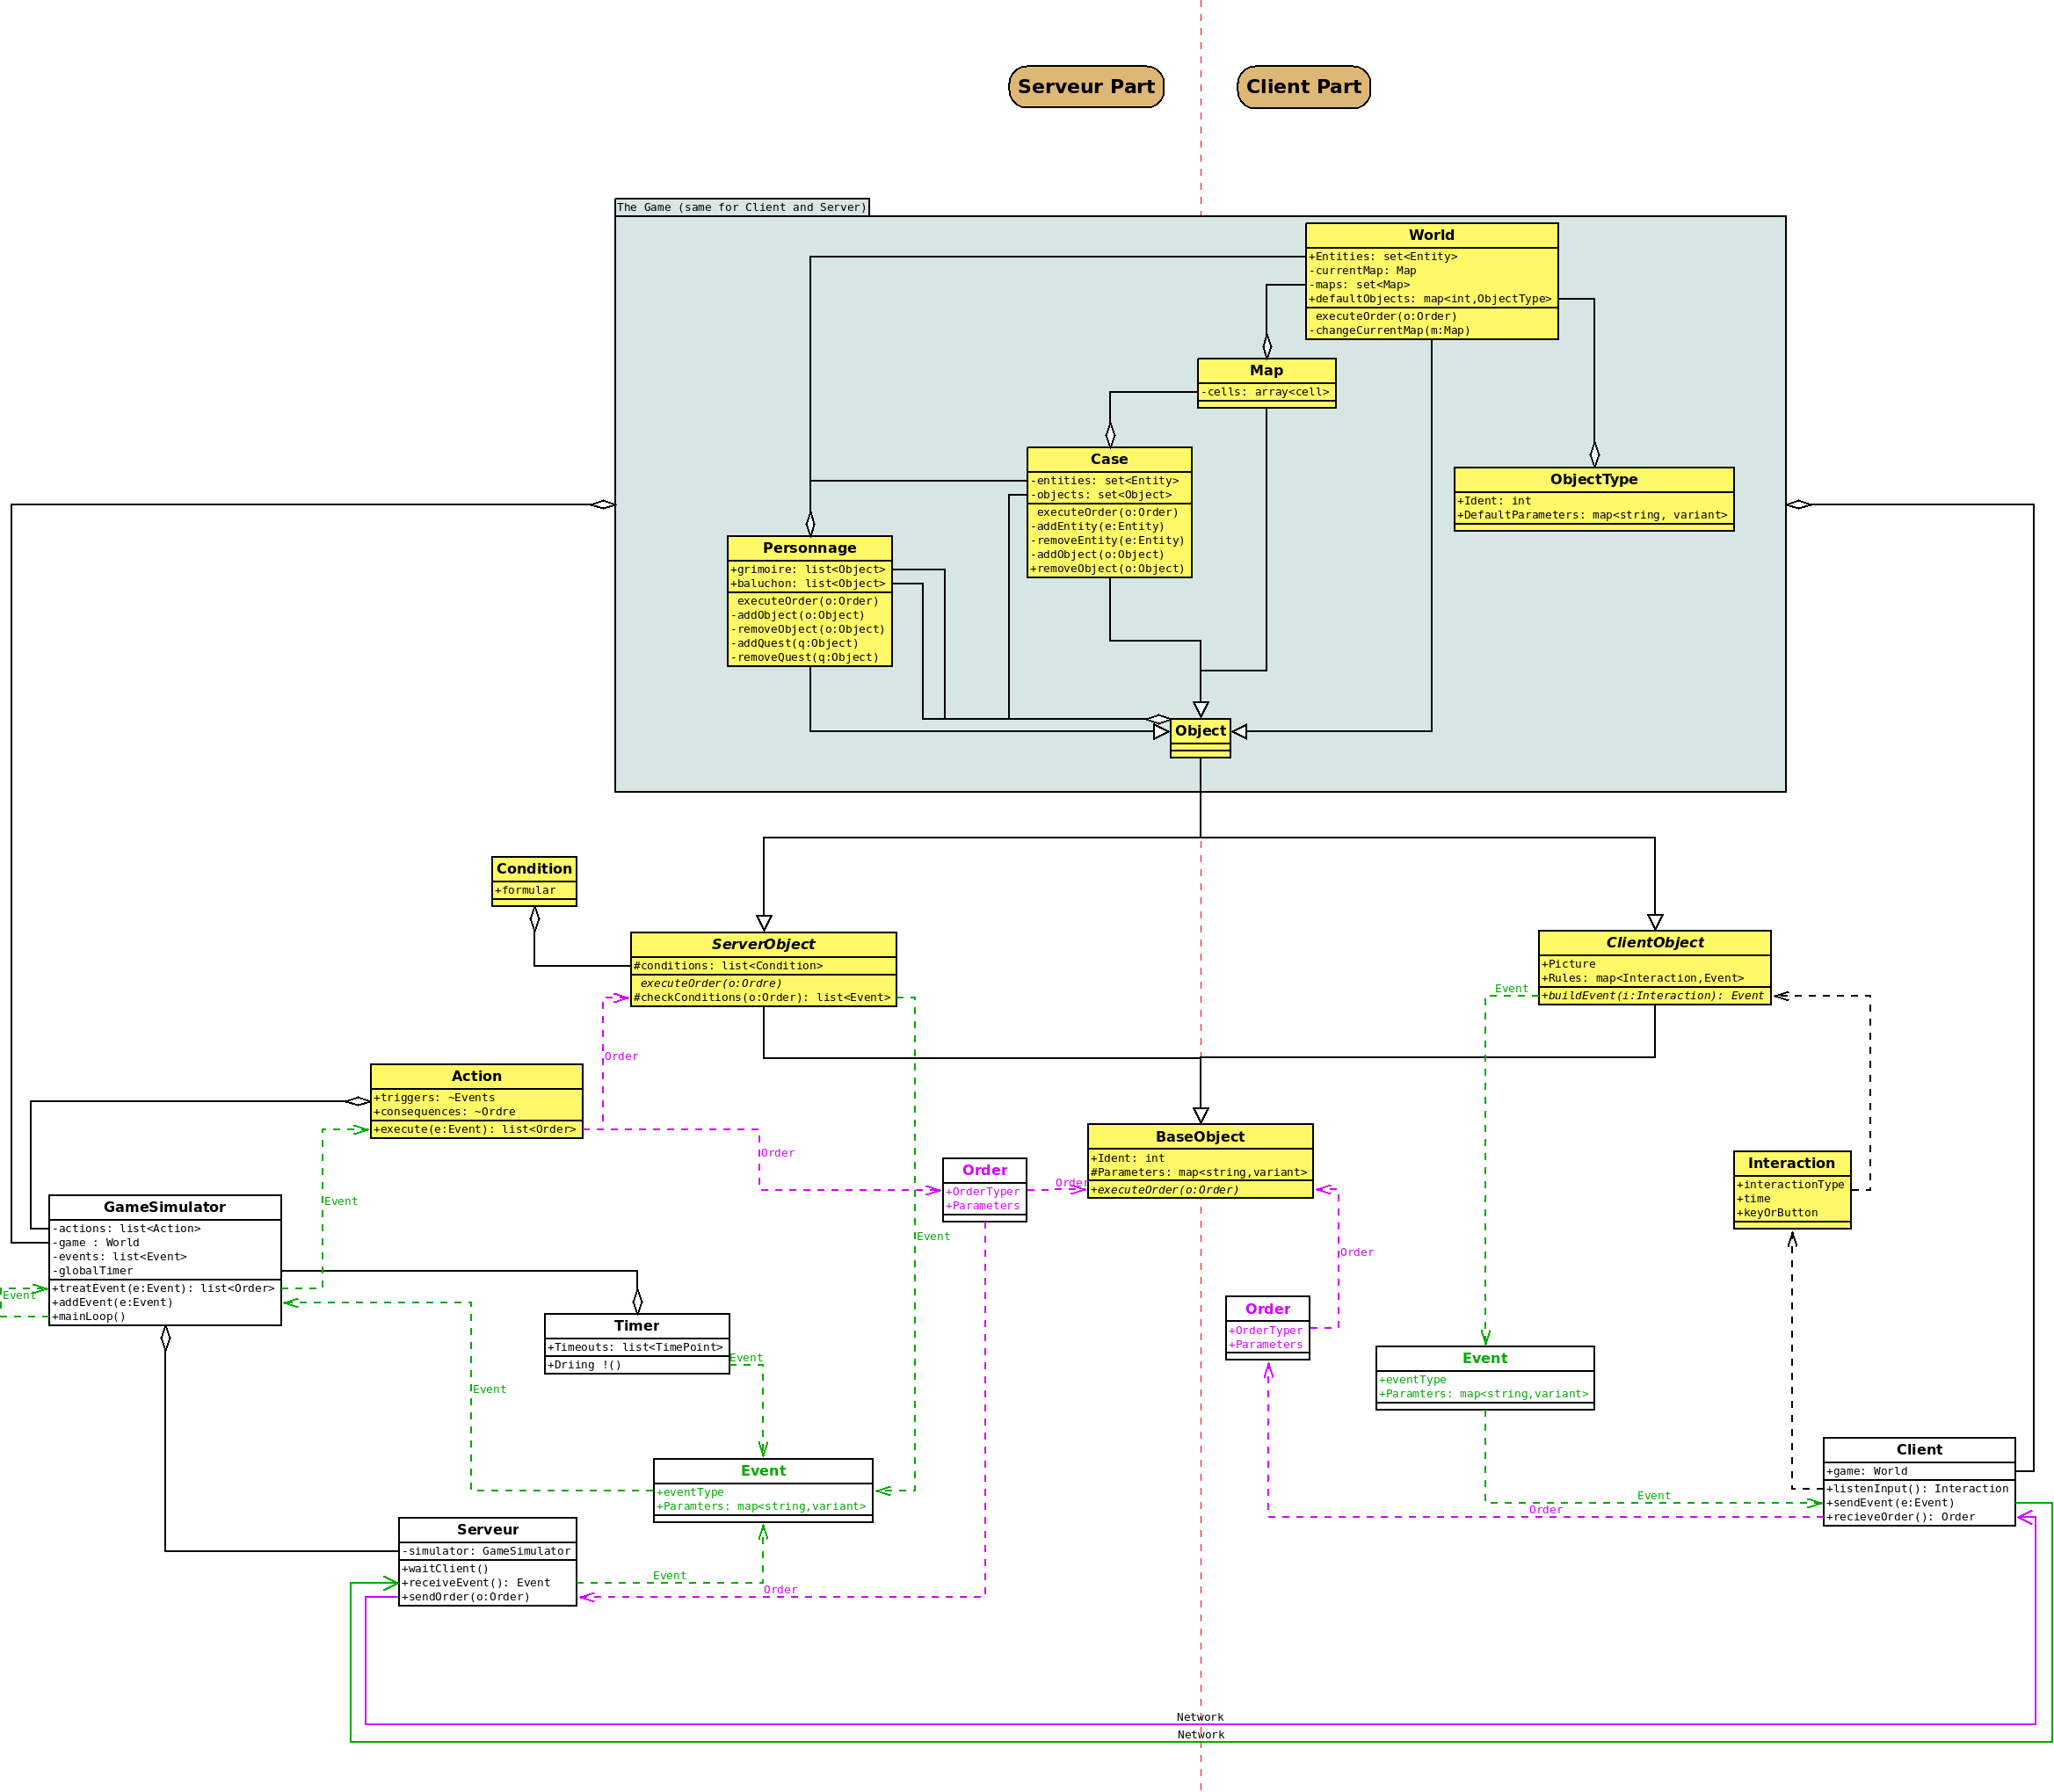 Serveur Part
Client Part
The Game (same for Client and Server)
World
+Entities: set<Entity>
-currentMap: Map
-maps: set<Map>
+defaultObjects: map<int,ObjectType>
executeOrder(o:Order)
-changeCurrentMap(m:Map)
Map
-cells: array<cell>
Case
-entities: set<Entity>
-objects: set<Object>
executeOrder(o:Order)
-addEntity(e:Entity)
-removeEntity(e:Entity)
-addObject(o:Object)
+removeObject(o:Object)
ObjectType
+Ident: int
+DefaultParameters: map<string, variant>
Personnage
+grimoire: list<Object>
+baluchon: list<Object>
executeOrder(o:Order)
-addObject(o:Object)
-removeObject(o:Object)
-addQuest(q:Object)
-removeQuest(q:Object)
Object
Condition
+formular
ServerObject
#conditions: list<Condition>
executeOrder(o:Ordre)
#checkConditions(o:Order): list<Event>
ClientObject
+Picture
+Rules: map<Interaction,Event>
+buildEvent(i:Interaction): Event
Event
Order
Action
+triggers: ~Events
+consequences: ~Ordre
+execute(e:Event): list<Order>
Order
Order
+OrderTyper
+Parameters
Order
BaseObject
+Ident: int
#Parameters: map<string,variant>
+executeOrder(o:Order)
Interaction
+interactionType
+time
+keyOrButton
GameSimulator
-actions: list<Action>
-game : World
-events: list<Event>
-globalTimer
+treatEvent(e:Event): list<Order>
+addEvent(e:Event)
+mainLoop()
Event
Event
Event
Order
Order
+OrderTyper
+Parameters
Timer
+Timeouts: list<TimePoint>
+Driing !()
Event
Event
Event
+eventType
+Paramters: map<string,variant>
Event
+eventType
+Paramters: map<string,variant>
Client
+game: World
+listenInput(): Interaction
+sendEvent(e:Event)
+recieveOrder(): Order
Event
Order
Serveur
-simulator: GameSimulator
+waitClient()
+receiveEvent(): Event
+sendOrder(o:Order)
Event
Order
Network
Network